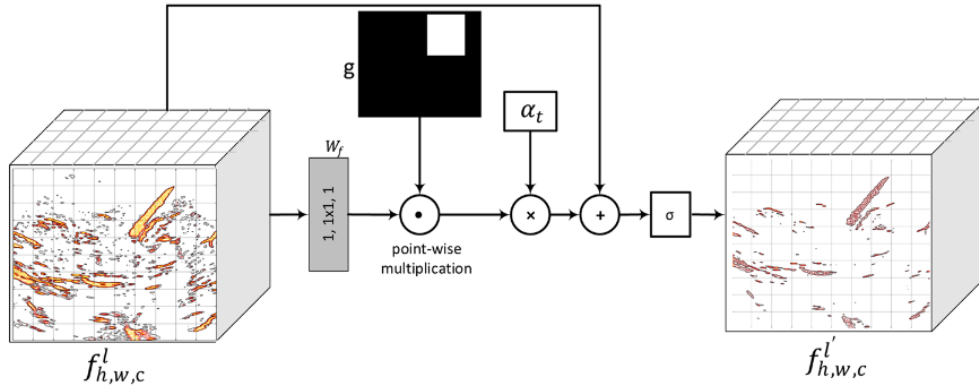 g
α_t
W_f
1, 1x1, 1
•
×
+
σ
point-wise
multiplication
f^l_{h,w,c}
f^{l'}_{h,w,c}